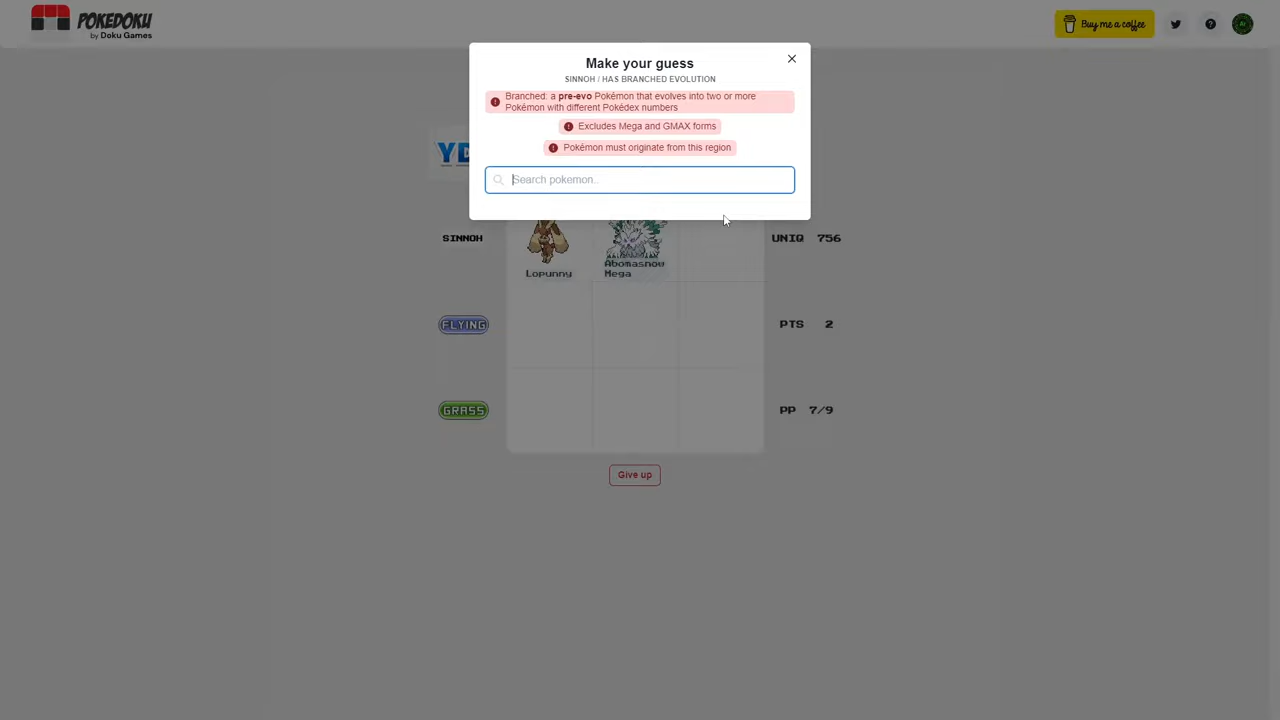 POKEDOKU
by Doku Games
Buy me a coffee
Make your guess
SINNOH / HAS BRANCHED EVOLUTION
Branched: a pre-evo Pokémon that evolves into two or more
Pokémon with different Pokédex numbers
Excludes Mega and GMAX forms
Pokémon must originate from this region
Search pokemon..
YD
SINNOH
Lopunny
Abomasnow
Mega
UNIQ 756
FLYING
PTS 2
GRASS
PP 7/9
Give up